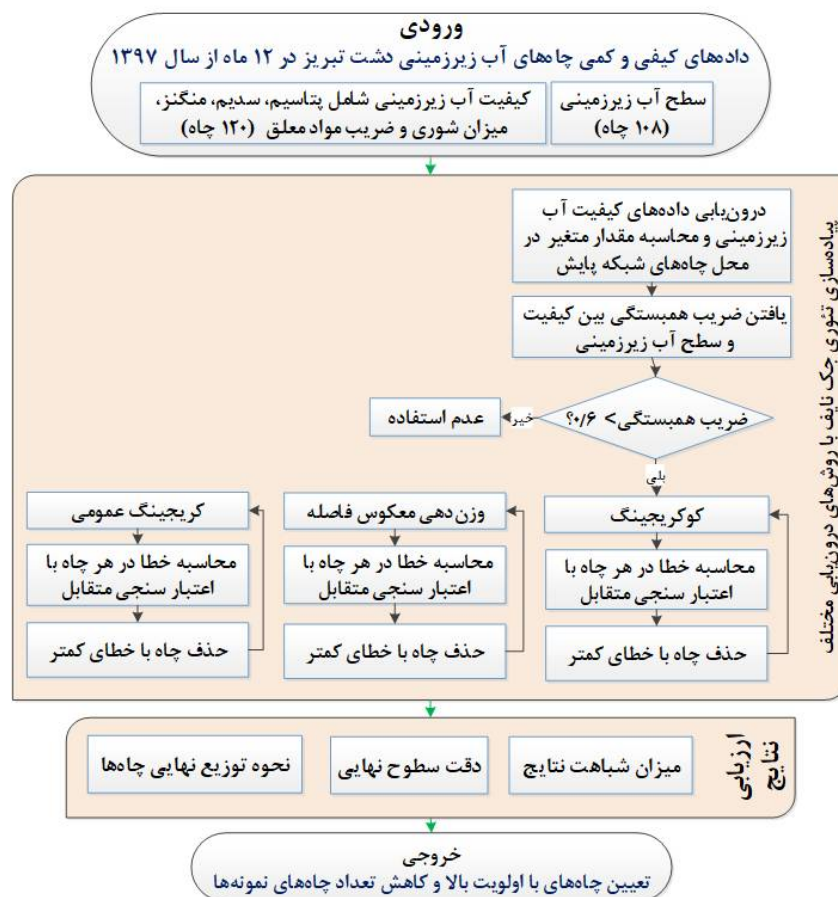 ورودی
داده‌های کیفی و کمی چاه‌های آب زیرزمینی دشت تبریز در ۱۲ ماه از سال ۱۳۹۷
سطح آب زیرزمینی
(۱۰۸ چاه)
کیفیت آب زیرزمینی شامل پتاسیم، سدیم، منگنز،
میزان شوری و ضریب مواد معلق (۱۲۰ چاه)
پیاده‌سازی تئوری جک نایف با روش‌های درون‌یابی مختلف
درون‌یابی داده‌های کیفیت آب
زیرزمینی و محاسبه مقدار متغیر در
محل چاه‌های شبکه پایش
یافتن ضریب همبستگی بین کیفیت
و سطح آب زیرزمینی
ضریب همبستگی> ۰/۶؟
خیر
عدم استفاده
بلی
کوکریجینگ
محاسبه خطا در هر چاه با
اعتبار سنجی متقابل
حذف چاه با خطای کمتر
وزن‌دهی معکوس فاصله
محاسبه خطا در هر چاه با
اعتبار سنجی متقابل
حذف چاه با خطای کمتر
کریجینگ عمومی
محاسبه خطا در هر چاه با
اعتبار سنجی متقابل
حذف چاه با خطای کمتر
ارزیابی
نتایج
میزان شباهت نتایج
دقت سطوح نهایی
نحوه توزیع نهایی چاه‌ها
خروجی
تعیین چاه‌های با اولویت بالا و کاهش تعداد چاه‌های نمونه‌ها